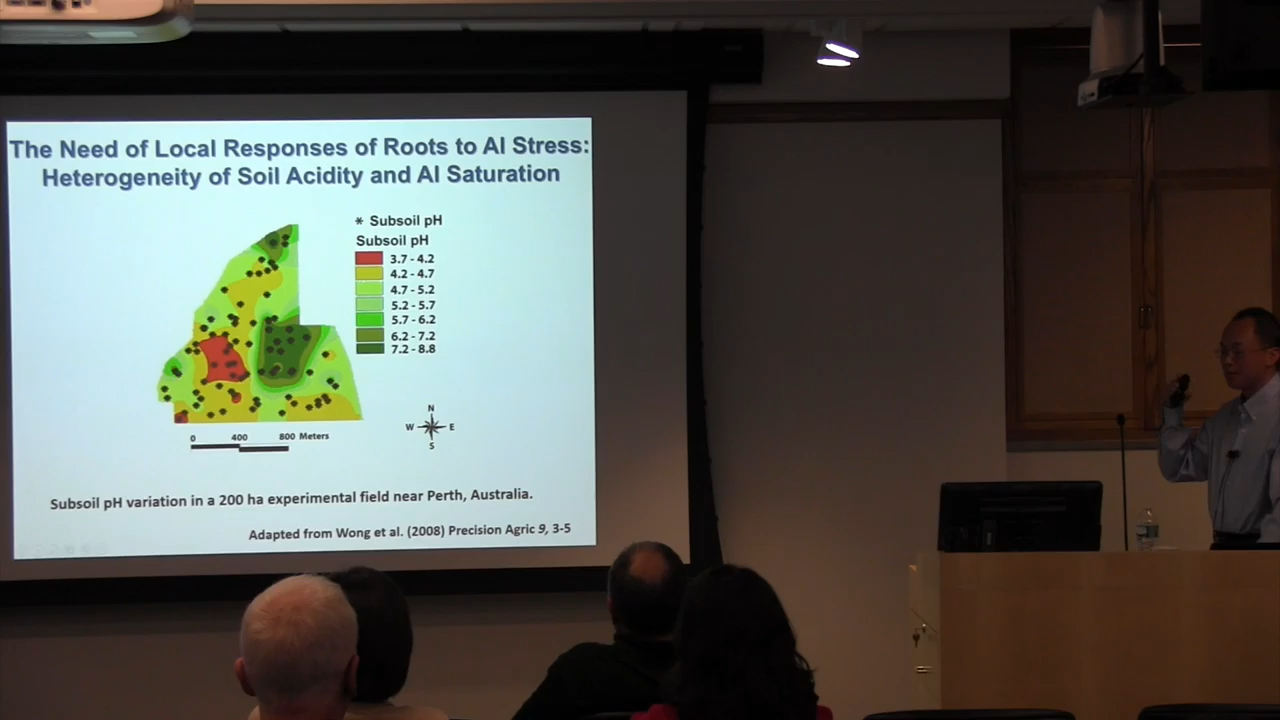 The Need of Local Responses of Roots to Al Stress:
Heterogeneity of Soil Acidity and Al Saturation
* Subsoil pH
Subsoil pH
3.7 - 4.2
4.2 - 4.7
4.7 - 5.2
5.2 - 5.7
5.7 - 6.2
6.2 - 7.2
7.2 - 8.8
N
W E
S
0 400 800 Meters
Subsoil pH variation in a 200 ha experimental field near Perth, Australia.
Adapted from Wong et al. (2008) Precision Agric 9, 3-5